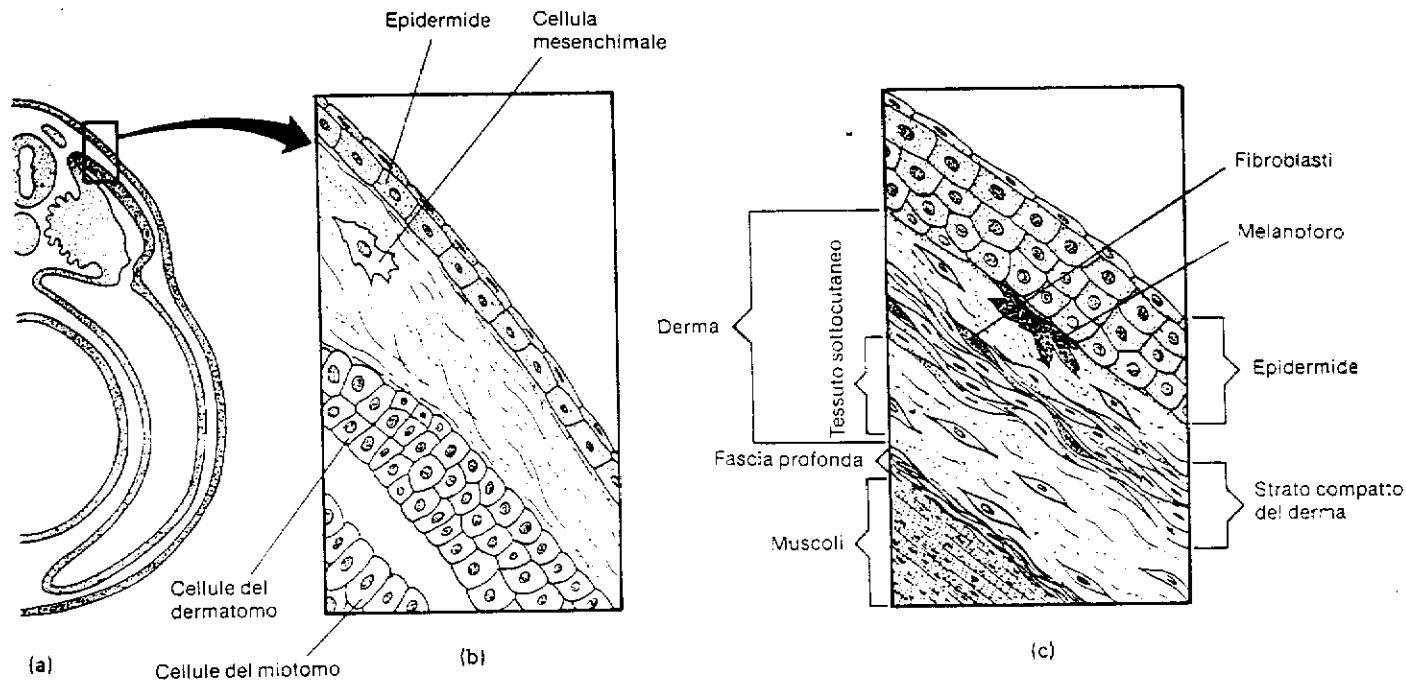 Epidermide
Cellula
mesenchimale
Cellule del
dermatomo
Cellule del miotomo
(a)
(b)
Fibroblasti
Melanoforo
Derma
Tessuto sottocutaneo
Epidermide
Fascia profonda
Strato compatto
del derma
Muscoli
(c)